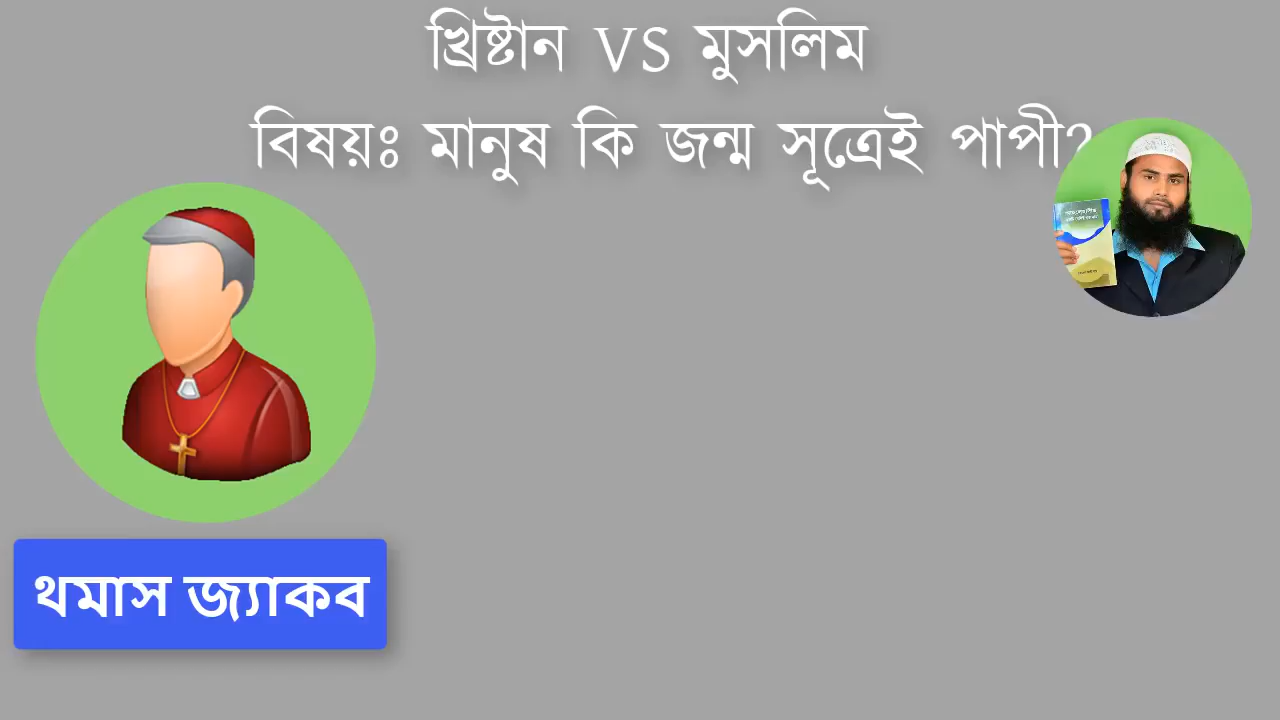 খ্রিষ্টান VS মুসলিম
বিষয়ঃ মানুষ কি জন্ম সূত্রেই পাপী?
থমাস জ্যাকব